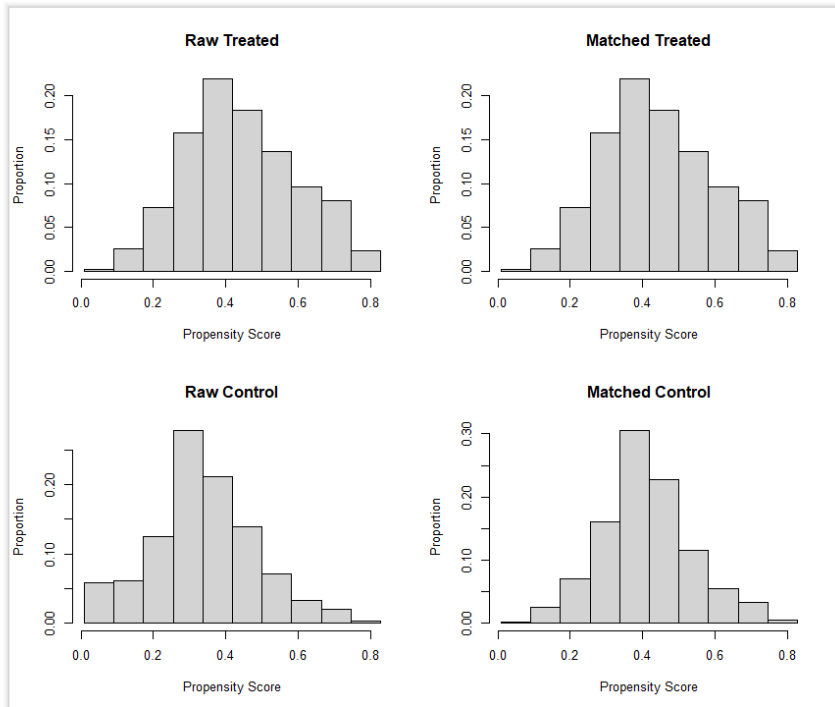 Raw Treated
Proportion
0.00 0.05 0.10 0.15 0.20
0.0 0.2 0.4 0.6 0.8
Propensity Score
Matched Treated
Proportion
0.00 0.05 0.10 0.15 0.20
0.0 0.2 0.4 0.6 0.8
Propensity Score
Raw Control
Proportion
0.00 0.10 0.20
0.0 0.2 0.4 0.6 0.8
Propensity Score
Matched Control
Proportion
0.00 0.10 0.20 0.30
0.0 0.2 0.4 0.6 0.8
Propensity Score